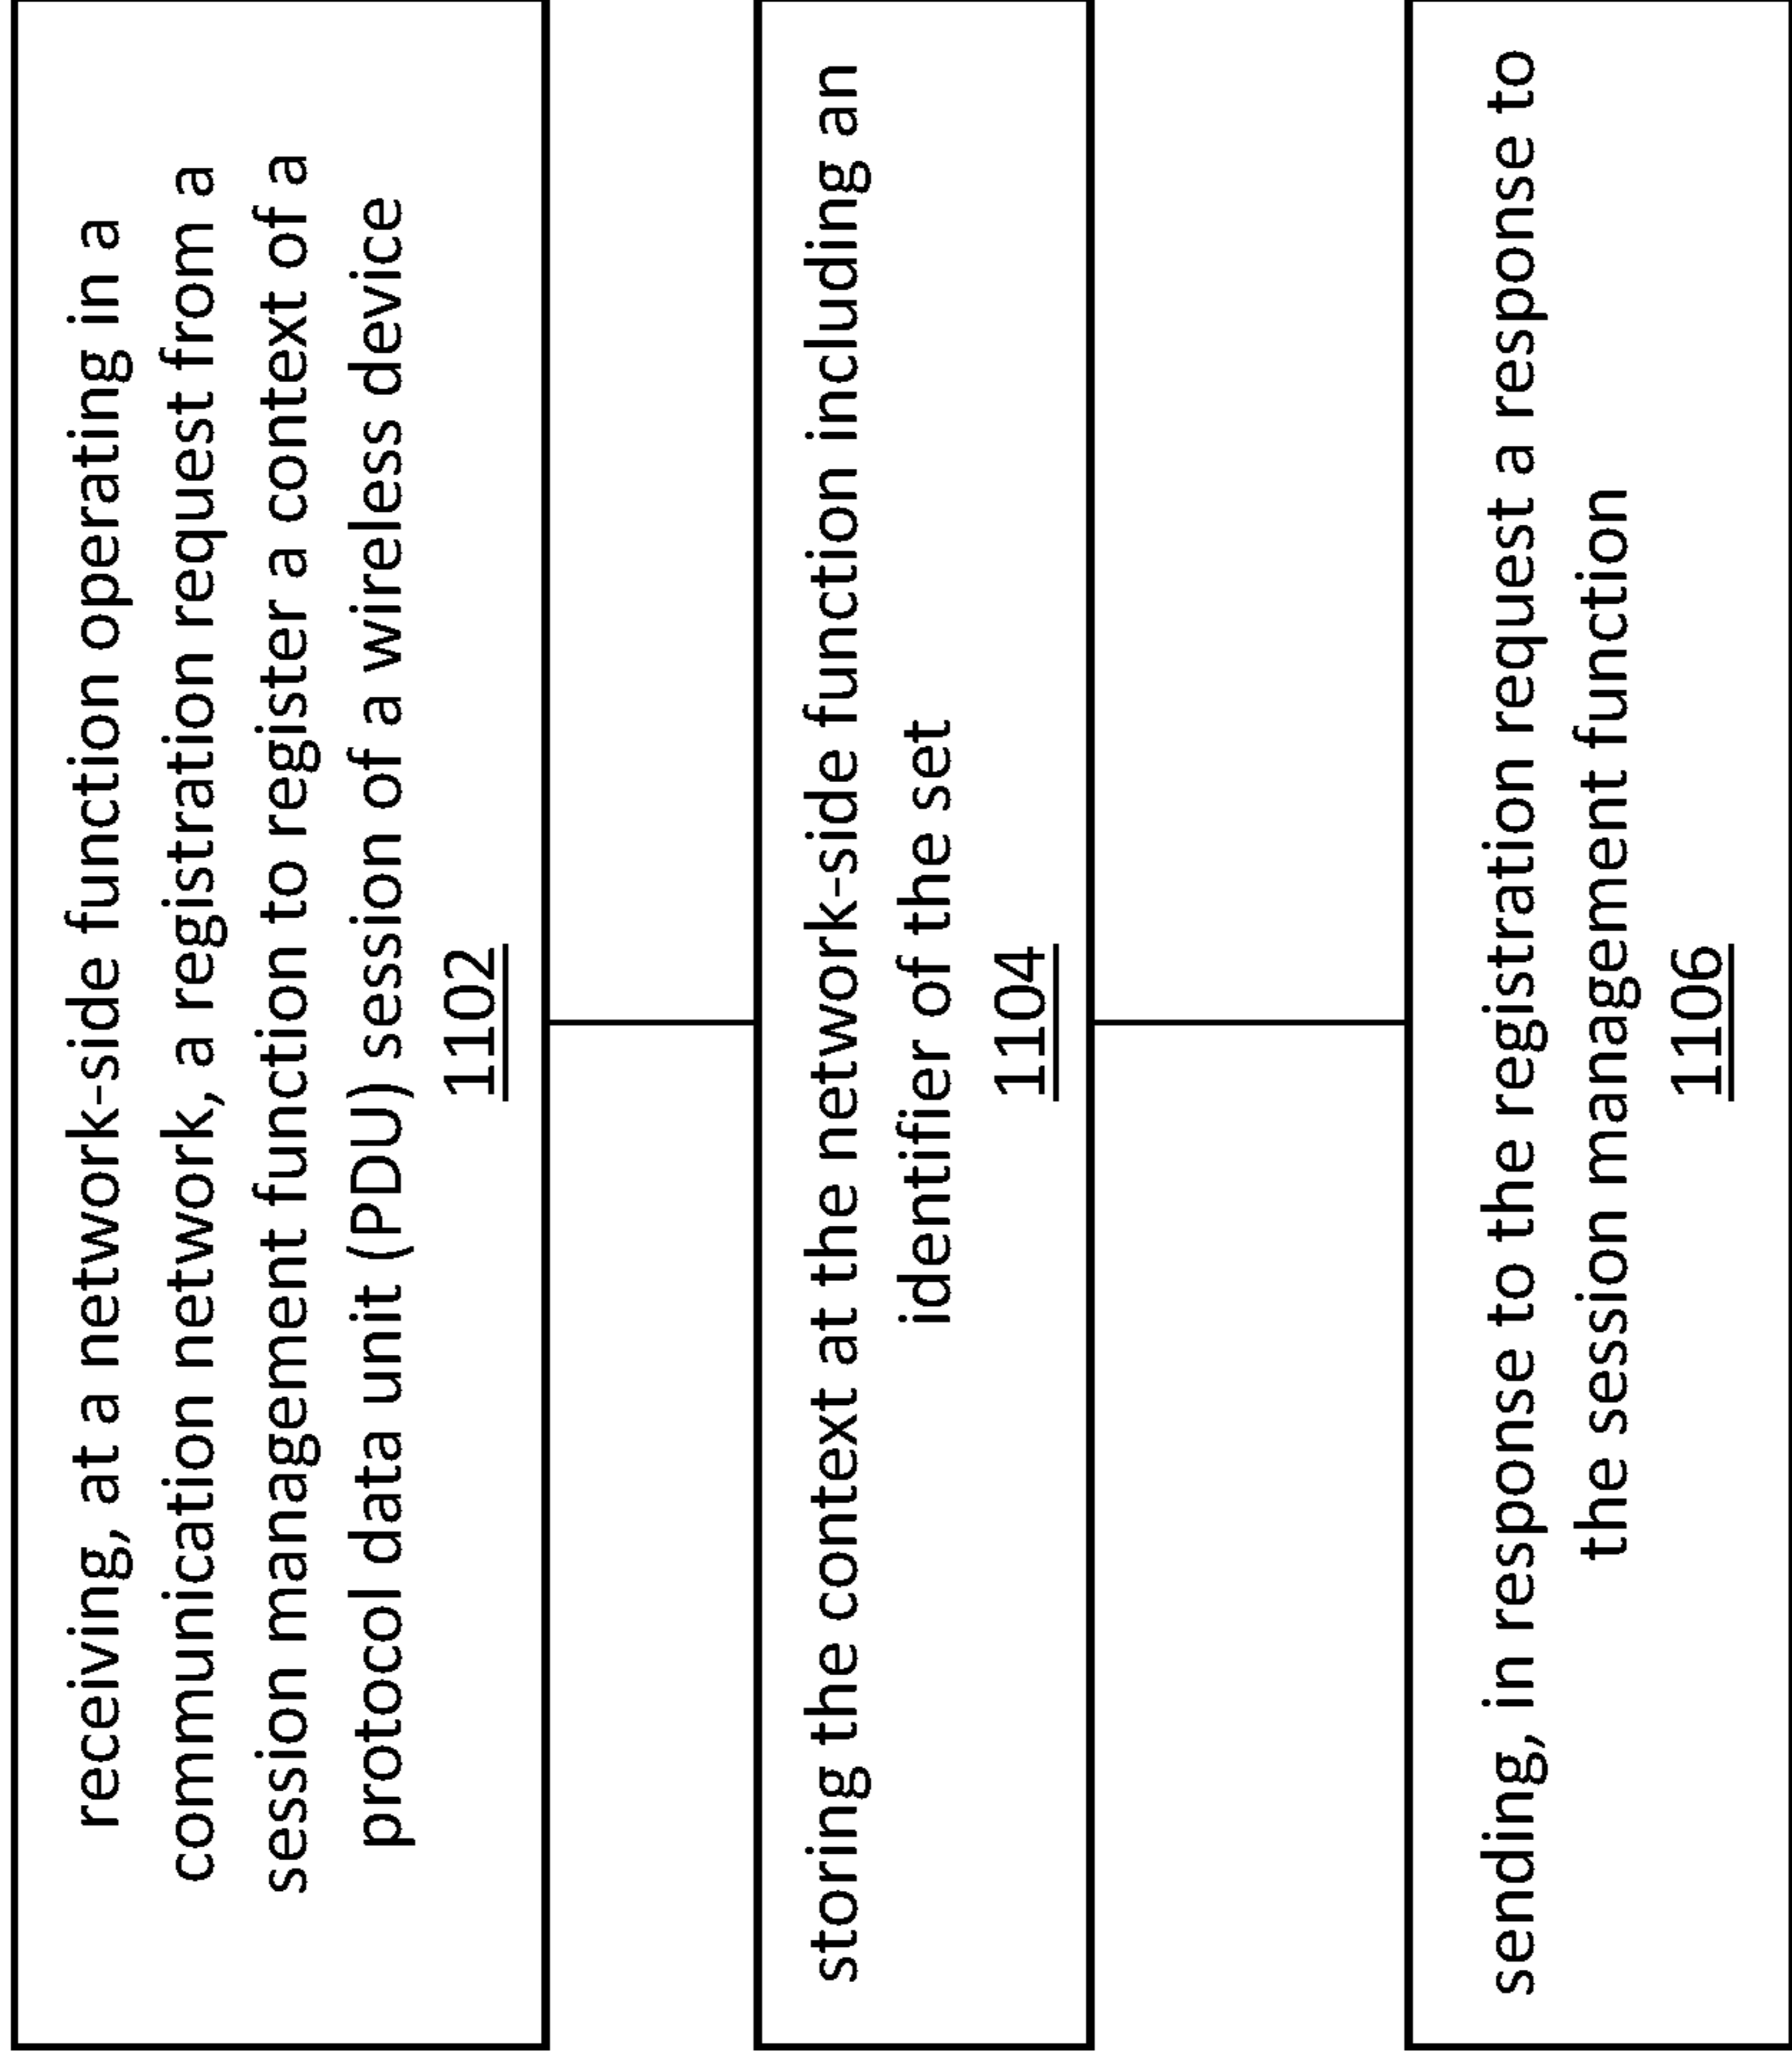 receiving, at a network-side function operating in a
communication network, a registration request from a
session management function to register a context of a
protocol data unit (PDU) session of a wireless device
1102
storing the context at the network-side function including an
identifier of the set
1104
sending, in response to the registration request a response to
the session management function
1106